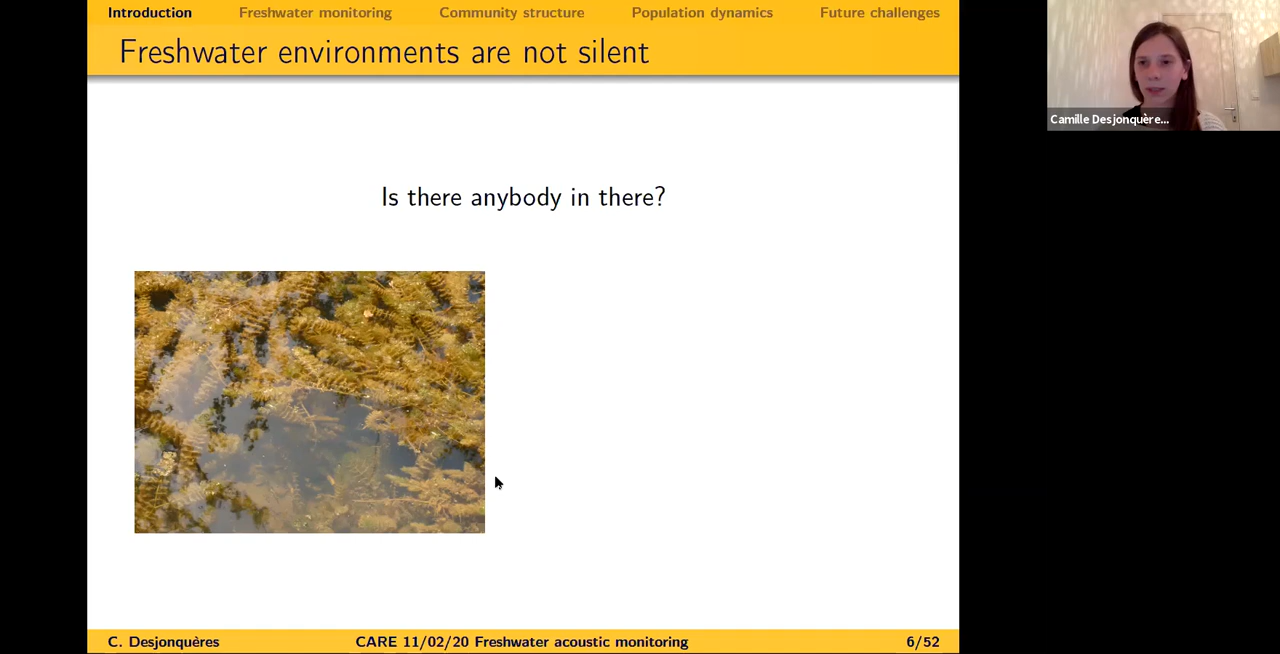 Introduction Freshwater monitoring Community structure Population dynamics Future challenges
Freshwater environments are not silent
Camille Desjonquère...
Is there anybody in there?
C. Desjonquères CARE 11/02/20 Freshwater acoustic monitoring 6/52